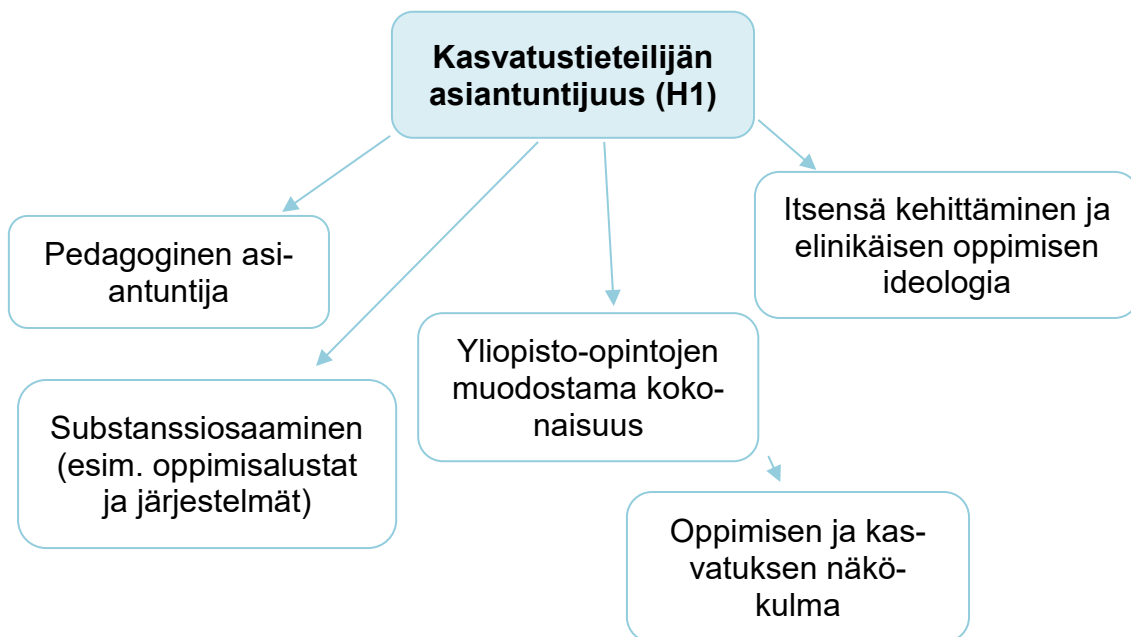 Kasvatustieteilijän
asiantuntijuus (H1)
Pedagoginen asi-
antuntija
Substanssiosaaminen
(esim. oppimisalustat
ja järjestelmät)
Yliopisto-opintojen
muodostama koko-
naisuus
Itsensä kehittäminen ja
elinikäisen oppimisen
ideologia
Oppimisen ja kas-
vatuksen näkö-
kulma